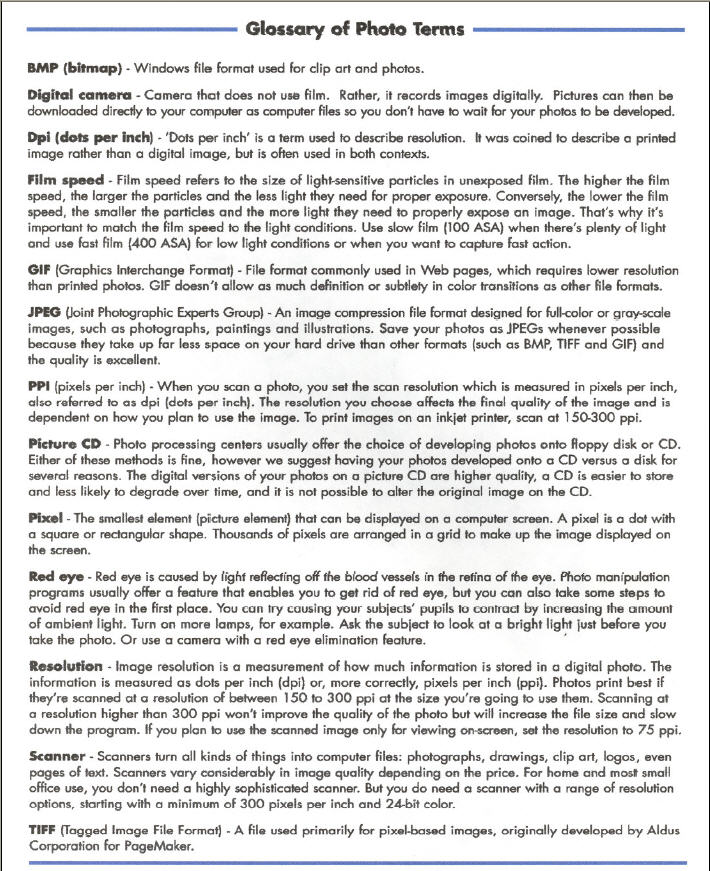 Glossary of Photo Terms
BMP (bitmap) - Windows file format used for clip art and photos.
Digital camera - Camera that does not use film. Rather, it records images digitally. Pictures can then be
downloaded directly to your computer as computer files so you don't have to wait for your photos to be developed.
Dpi (dots per inch) - 'Dots per inch' is a term used to describe resolution. It was coined to describe a printed
image rather than a digital image, but is often used in both contexts.
Film speed - Film speed refers to the size of light-sensitive particles in unexposed film. The higher the film
speed, the larger the particles and the less light they need for proper exposure. Conversely, the lower the film
speed, the smaller the particles and the more light they need to properly expose an image. That's why it's
important to match the film speed to the light conditions. Use slow film (100 ASA) when there's plenty of light
and use fast film (400 ASA) for low light conditions or when you want to capture fast action.
GIF (Graphics Interchange Format) - File format commonly used in Web pages, which requires lower resolution
than printed photos. GIF doesn't allow as much definition or subtlety in color transitions as other file formats.
JPEG (Joint Photographic Experts Group) - An image compression file format designed for full-color or gray-scale
images, such as photographs, paintings and illustrations. Save your photos as JPEGs whenever possible
because they take up far less space on your hard drive than other formats (such as BMP, TIFF and GIF) and
the quality is excellent.
PPI (pixels per inch) - When you scan a photo, you set the scan resolution which is measured in pixels per inch,
also referred to as dpi (dots per inch). The resolution you choose affects the final quality of the image and is
dependent on how you plan to use the image. To print images on an inkjet printer, scan at 150-300 ppi.
Picture CD - Photo processing centers usually offer the choice of developing photos onto floppy disk or CD.
Either of these methods is fine, however we suggest having your photos developed onto a CD versus a disk for
several reasons. The digital versions of your photos on a picture CD are higher quality, a CD is easier to store
and less likely to degrade over time, and it is not possible to alter the original image on the CD.
Pixel - The smallest element (picture element) that can be displayed on a computer screen. A pixel is a dot with
a square or rectangular shape. Thousands of pixels are arranged in a grid to make up the image displayed on
the screen.
Red eye - Red eye is caused by light reflecting off the blood vessels in the retina of the eye. Photo manipulation
programs usually offer a feature that enables you to get rid of red eye, but you can also take some steps to
avoid red eye in the first place. You can try causing your subjects' pupils to contract by increasing the amount
of ambient light. Turn on more lamps, for example. Ask the subject to look at a bright light just before you
take the photo. Or use a camera with a red eye elimination feature.
Resolution - Image resolution is a measurement of how much information is stored in a digital photo. The
information is measured as dots per inch (dpi) or, more correctly, pixels per inch (ppi). Photos print best if
they're scanned at a resolution of between 150 to 300 ppi at the size you're going to use them. Scanning at
a resolution higher than 300 ppi won't improve the quality of the photo but will increase the file size and slow
down the program. If you plan to use the scanned image only for viewing on-screen, set the resolution to 75 ppi.
Scanner - Scanners turn all kinds of things into computer files: photographs, drawings, clip art, logos, even
pages of text. Scanners vary considerably in image quality depending on the price. For home and most small
office use, you don't need a highly sophisticated scanner. But you do need a scanner with a range of resolution
options, starting with a minimum of 300 pixels per inch and 24-bit color.
TIFF (Tagged Image File Format) - A file used primarily for pixel-based images, originally developed by Aldus
Corporation for PageMaker.